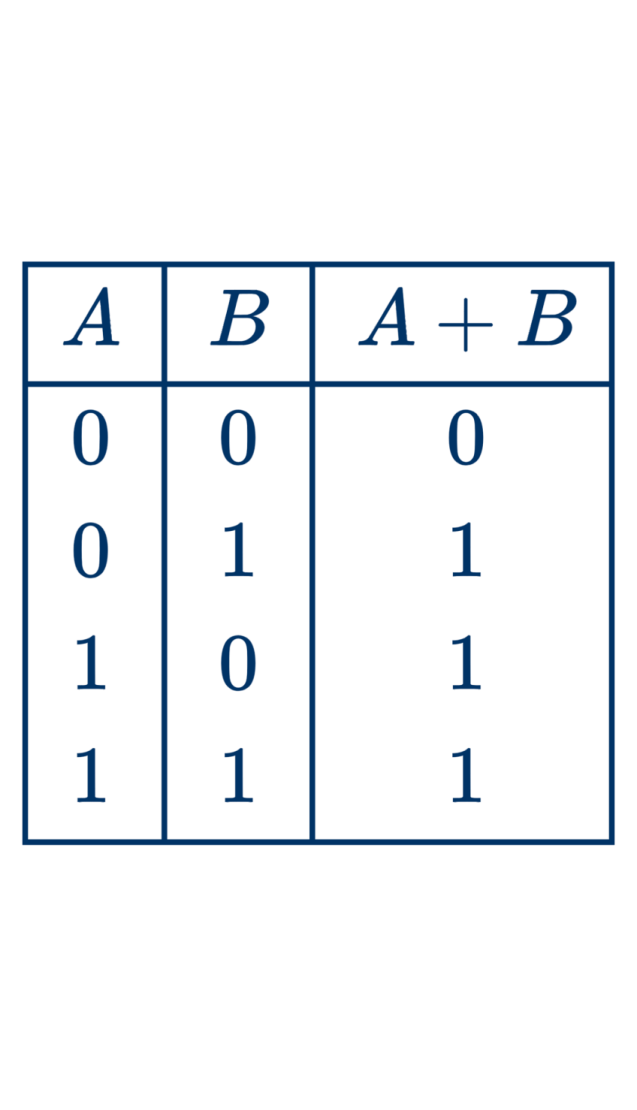 A B A + B
0 0 0
0 1 1
1 0 1
1 1 1